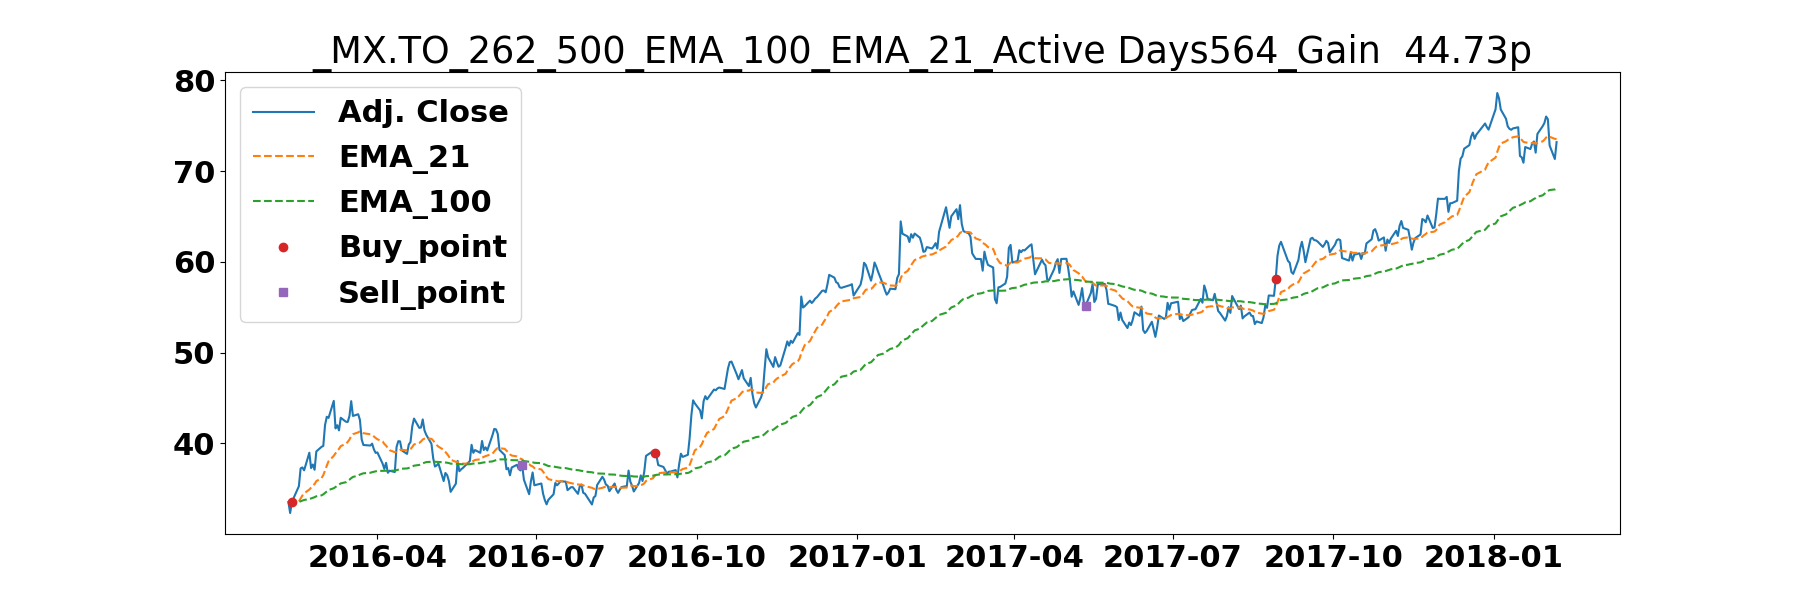 _MX.TO_262_500_EMA_100_EMA_21_Active Days564_Gain  44.73p
80
70
60
50
40
Adj. Close
EMA_21
EMA_100
Buy_point
Sell_point
2016-04
2016-07
2016-10
2017-01
2017-04
2017-07
2017-10
2018-01